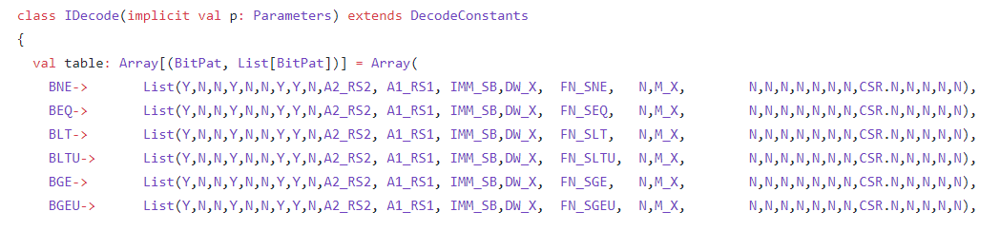 class IDecode(implicit val p: Parameters) extends DecodeConstants
{
  val table: Array[(BitPat, List[BitPat])] = Array(
    BNE->       List(Y,N,N,Y,N,N,Y,Y,N,A2_RS2, A1_RS1, IMM_SB,DW_X,  FN_SNE,   N,M_X,        N,N,N,N,N,N,N,CSR.N,N,N,N,N),
    BEQ->       List(Y,N,N,Y,N,N,Y,Y,N,A2_RS2, A1_RS1, IMM_SB,DW_X,  FN_SEQ,   N,M_X,        N,N,N,N,N,N,N,CSR.N,N,N,N,N),
    BLT->       List(Y,N,N,Y,N,N,Y,Y,N,A2_RS2, A1_RS1, IMM_SB,DW_X,  FN_SLT,   N,M_X,        N,N,N,N,N,N,N,CSR.N,N,N,N,N),
    BLTU->      List(Y,N,N,Y,N,N,Y,Y,N,A2_RS2, A1_RS1, IMM_SB,DW_X,  FN_SLTU,  N,M_X,        N,N,N,N,N,N,N,CSR.N,N,N,N,N),
    BGE->       List(Y,N,N,Y,N,N,Y,Y,N,A2_RS2, A1_RS1, IMM_SB,DW_X,  FN_SGE,   N,M_X,        N,N,N,N,N,N,N,CSR.N,N,N,N,N),
    BGEU->      List(Y,N,N,Y,N,N,Y,Y,N,A2_RS2, A1_RS1, IMM_SB,DW_X,  FN_SGEU,  N,M_X,        N,N,N,N,N,N,N,CSR.N,N,N,N,N),